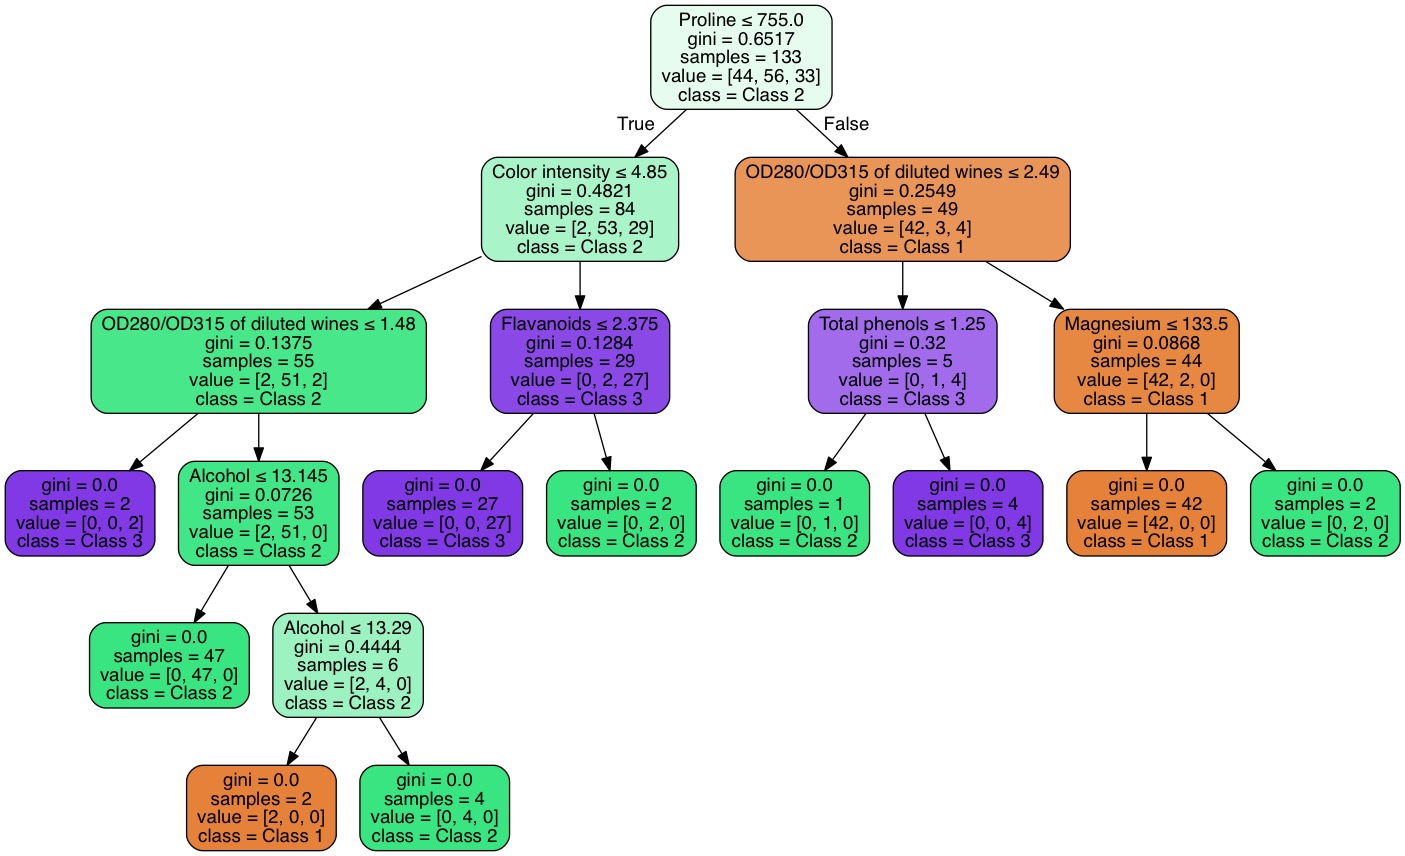 Proline ≤ 755.0
gini = 0.6517
samples = 133
value = [44, 56, 33]
class = Class 2
True
False
Color intensity ≤ 4.85
gini = 0.4821
samples = 84
value = [2, 53, 29]
class = Class 2
OD280/OD315 of diluted wines ≤ 2.49
gini = 0.2549
samples = 49
value = [42, 3, 4]
class = Class 1
OD280/OD315 of diluted wines ≤ 1.48
gini = 0.1375
samples = 55
value = [2, 51, 2]
class = Class 2
Flavanoids ≤ 2.375
gini = 0.1284
samples = 29
value = [0, 2, 27]
class = Class 3
Total phenols ≤ 1.25
gini = 0.32
samples = 5
value = [0, 1, 4]
class = Class 3
Magnesium ≤ 133.5
gini = 0.0868
samples = 44
value = [42, 2, 0]
class = Class 1
gini = 0.0
samples = 2
value = [0, 0, 2]
class = Class 3
Alcohol ≤ 13.145
gini = 0.0726
samples = 53
value = [2, 51, 0]
class = Class 2
gini = 0.0
samples = 27
value = [0, 0, 27]
class = Class 3
gini = 0.0
samples = 2
value = [0, 2, 0]
class = Class 2
gini = 0.0
samples = 1
value = [0, 1, 0]
class = Class 2
gini = 0.0
samples = 4
value = [0, 0, 4]
class = Class 3
gini = 0.0
samples = 42
value = [42, 0, 0]
class = Class 1
gini = 0.0
samples = 2
value = [0, 2, 0]
class = Class 2
gini = 0.0
samples = 47
value = [0, 47, 0]
class = Class 2
Alcohol ≤ 13.29
gini = 0.4444
samples = 6
value = [2, 4, 0]
class = Class 2
gini = 0.0
samples = 2
value = [2, 0, 0]
class = Class 1
gini = 0.0
samples = 4
value = [0, 4, 0]
class = Class 2